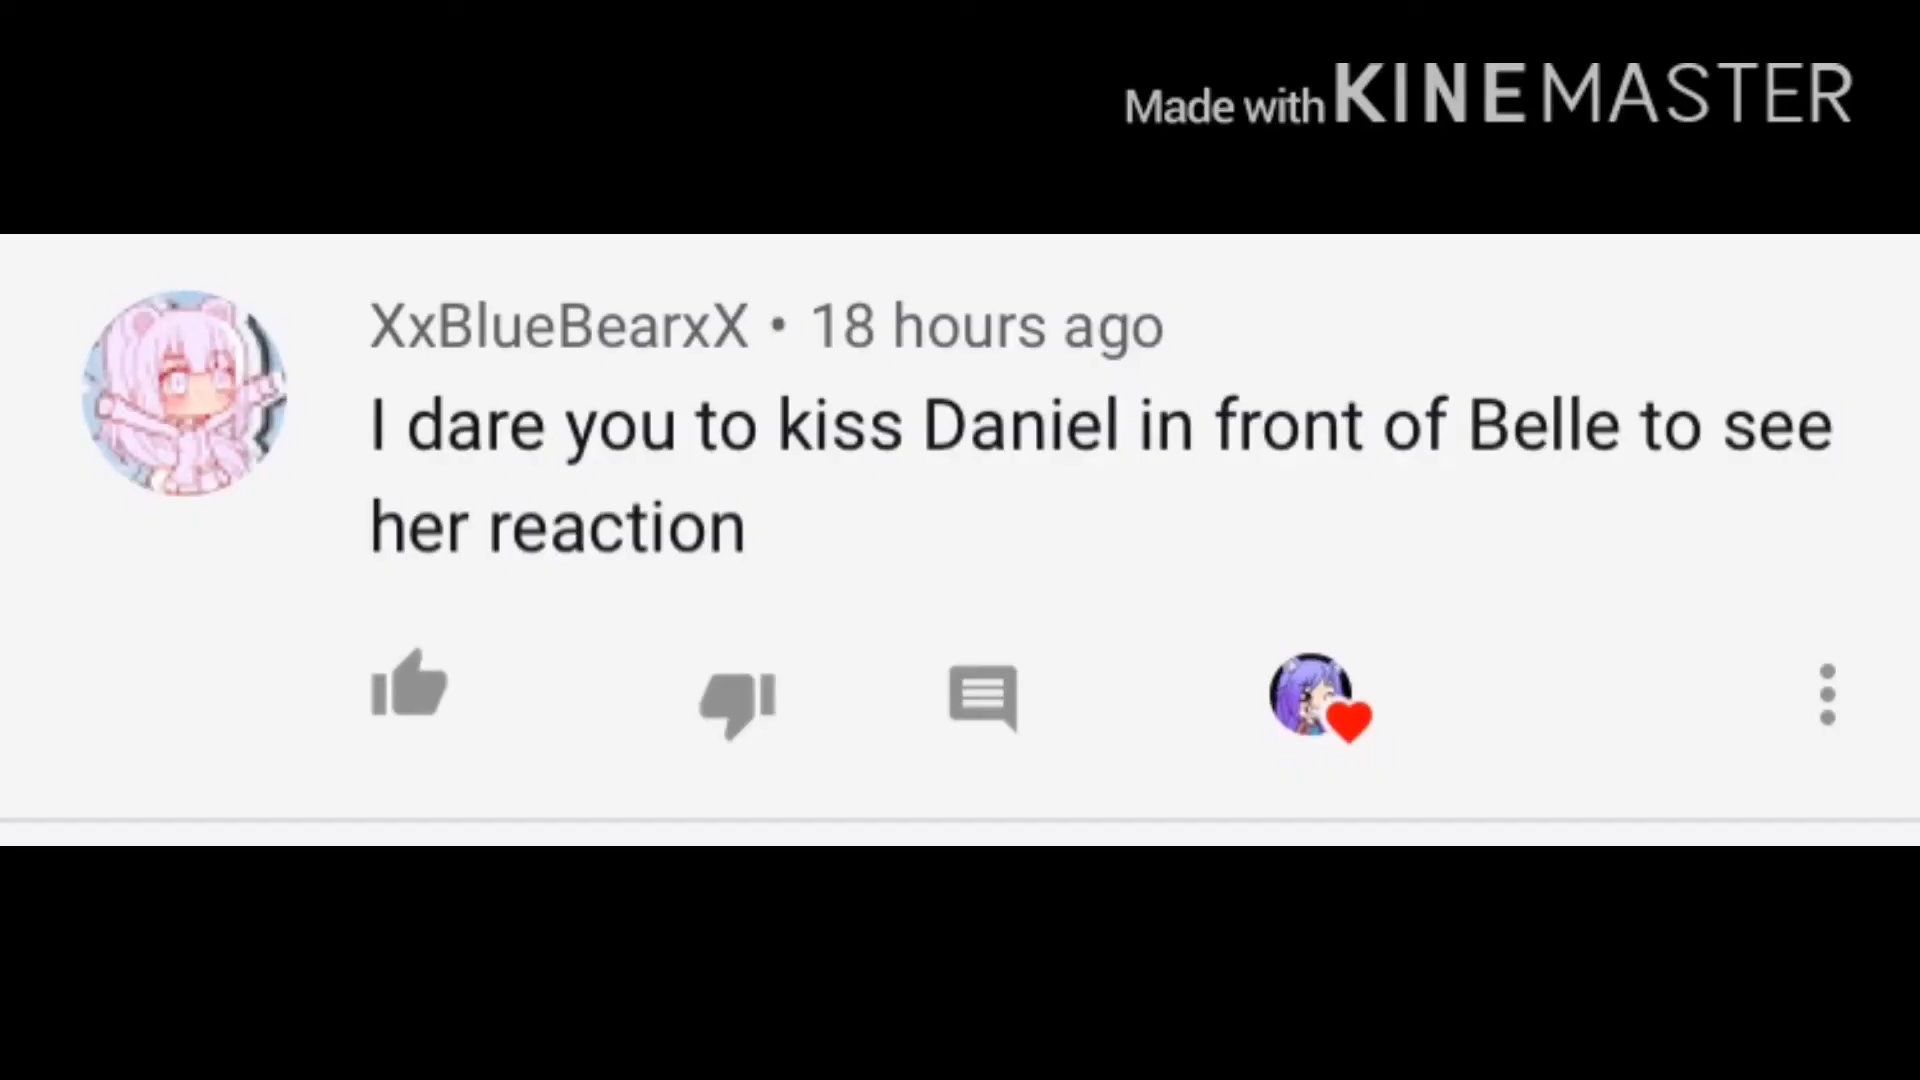 Made with KINEMASTER
XxBlueBearxX • 18 hours ago
I dare you to kiss Daniel in front of Belle to see
her reaction